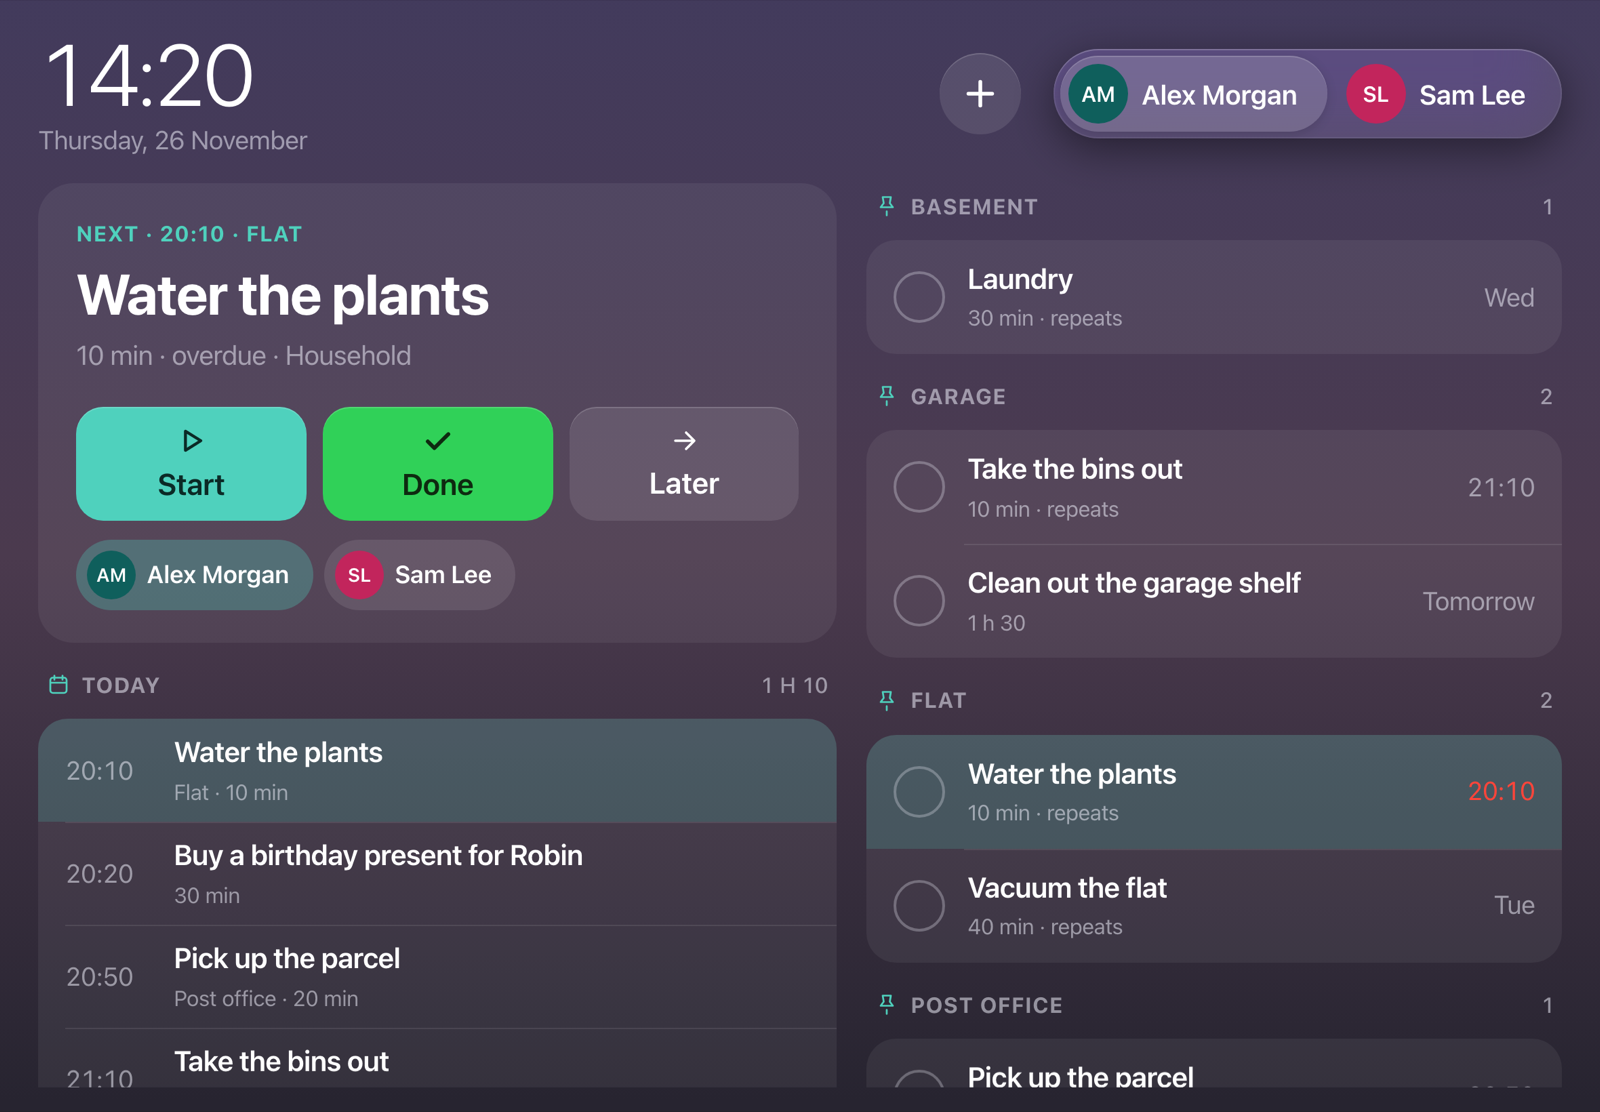 14:20
Thursday, 26 November
AM Alex Morgan
SL Sam Lee
NEXT · 20:10 · FLAT
Water the plants
10 min · overdue · Household
Start
Done
Later
AM Alex Morgan
SL Sam Lee
TODAY 1 H 10
20:10 Water the plants
Flat · 10 min
20:20 Buy a birthday present for Robin
30 min
20:50 Pick up the parcel
Post office · 20 min
21:10 Take the bins out
BASEMENT 1
Laundry
30 min · repeats
Wed
GARAGE 2
Take the bins out
10 min · repeats
21:10
Clean out the garage shelf
1 h 30
Tomorrow
FLAT 2
Water the plants
10 min · repeats
20:10
Vacuum the flat
40 min · repeats
Tue
POST OFFICE 1
Pick up the parcel